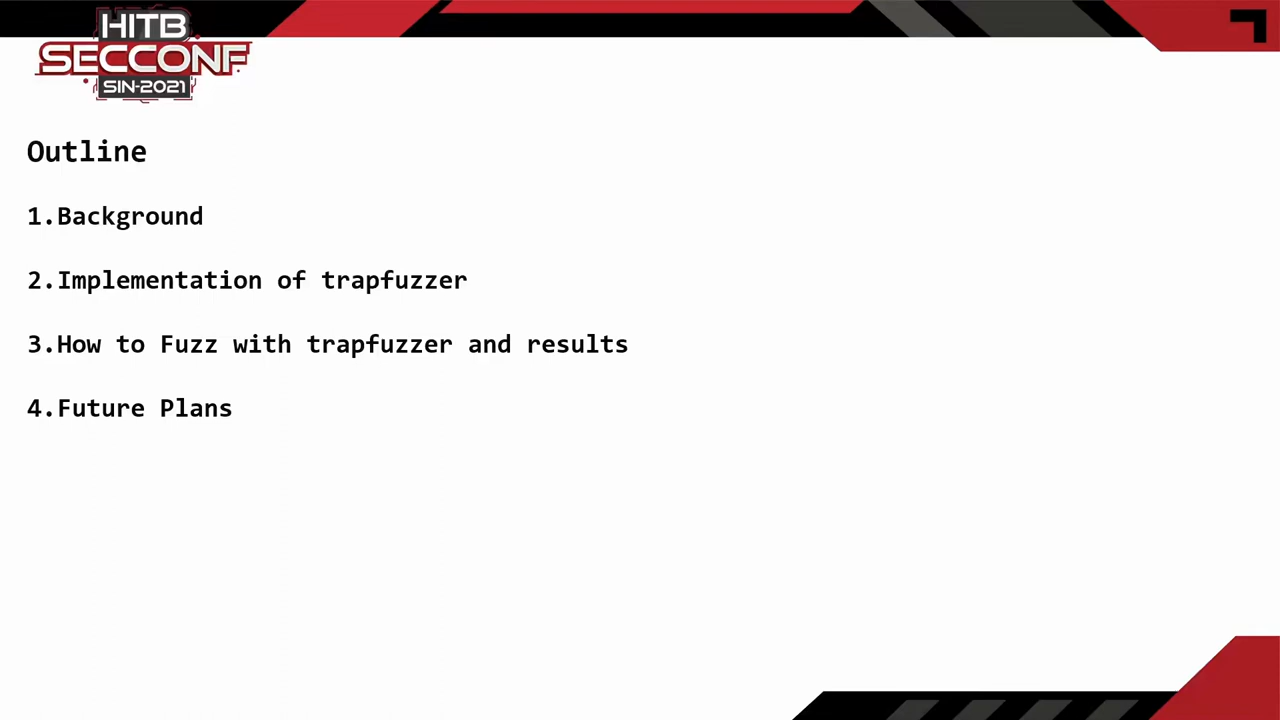 HITB
SECCONF
SIN-2021
Outline
1.Background
2.Implementation of trapfuzzer
3.How to Fuzz with trapfuzzer and results
4.Future Plans